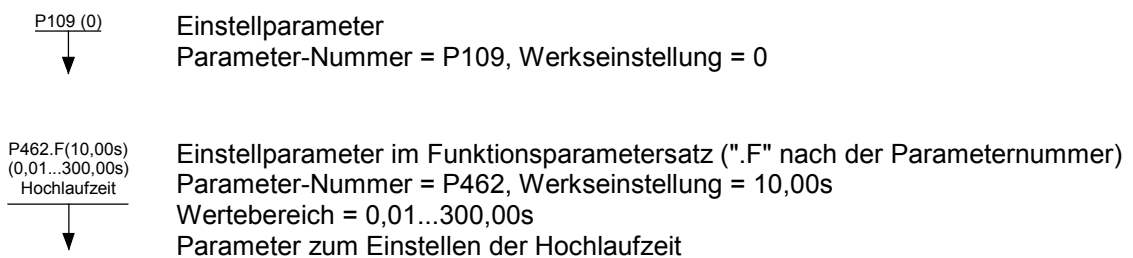 P109 (0)
Einstellparameter
Parameter-Nummer = P109, Werkseinstellung = 0
P462.F(10,00s)
(0,01...300,00s)
Hochlaufzeit
Einstellparameter im Funktionsparametersatz (".F" nach der Parameternummer)
Parameter-Nummer = P462, Werkseinstellung = 10,00s
Wertebereich = 0,01...300,00s
Parameter zum Einstellen der Hochlaufzeit